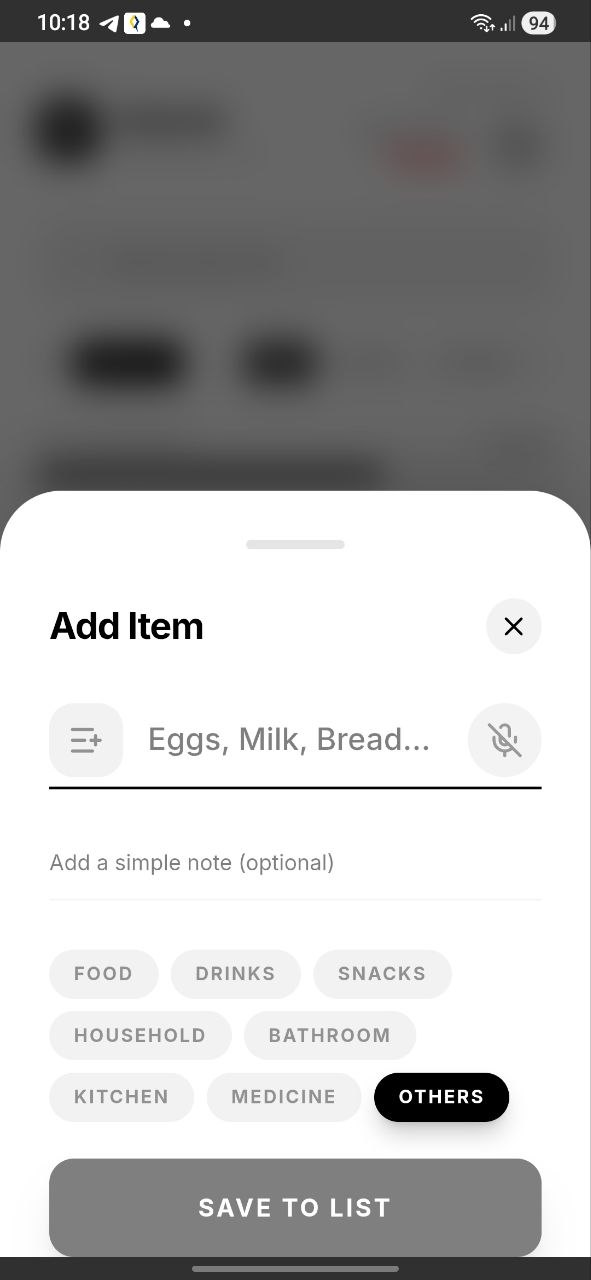 10:18
94
Add Item
Eggs, Milk, Bread...
Add a simple note (optional)
FOOD DRINKS SNACKS
HOUSEHOLD BATHROOM
KITCHEN MEDICINE OTHERS
SAVE TO LIST